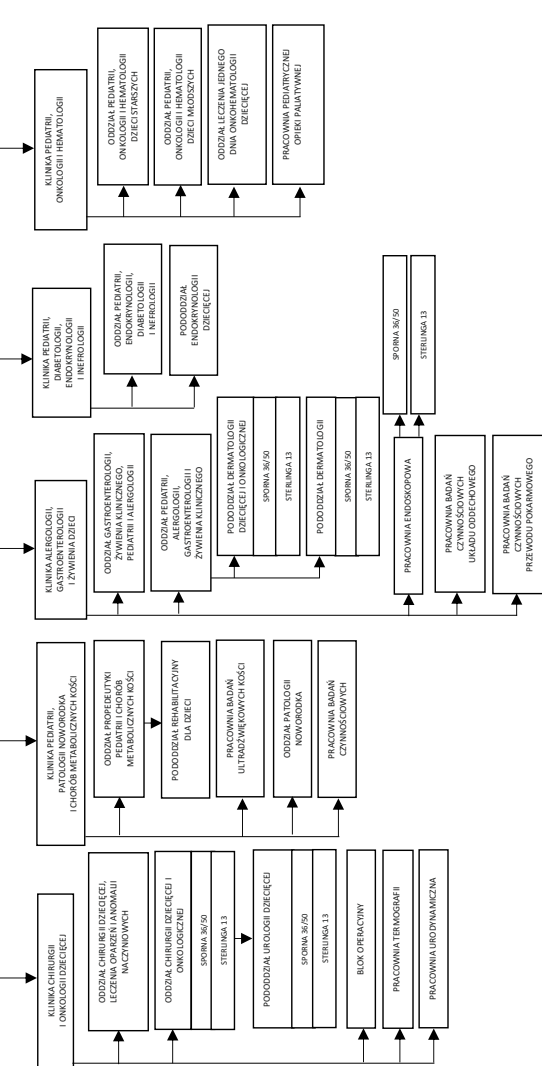 KLINIKA PEDIATRII,
ONKOLOGII I HEMATOLOGII
ODDZIAŁ PEDIATRII,
ONKOLOGII I HEMATOLOGII
DZIECI STARSZYCH
ODDZIAŁ PEDIATRII,
ONKOLOGII I HEMATOLOGII
DZIECI MŁODSZYCH
ODDZIAŁ LECZENIA JEDNEGO
DNIA ONKOHEMATOLOGII
DZIECIĘCEJ
PRACOWNIA PEDIATRYCZNEJ
OPIEKI PALIATYWNEJ
KLINIKA PEDIATRII,
DIABETOLOGII,
ENDOKRYNOLOGII
I NEFROLOGII
ODDZIAŁ PEDIATRII,
ENDOKRYNOLOGII,
DIABETOLOGII
I NEFROLOGII
PODODDZIAŁ
ENDOKRYNOLOGII
DZIECIĘCEJ
KLINIKA ALERGOLOGII,
GASTROENTEROLOGII
I ŻYWIENIA DZIECI
ODDZIAŁ GASTROENTEROLOGII,
ŻYWIENIA KLINICZNEGO,
PEDIATRII I ALERGOLOGII
ODDZIAŁ PEDIATRII,
ALERGOLOGII,
GASTROENTEROLOGII I
ŻYWIENIA KLINICZNEGO
PODODDZIAŁ DERMATOLOGII
DZIECIĘCEJ I ONKOLOGICZNEJ
SPORNA 36/50
STERLINGA 13
PODODDZIAŁ DERMATOLOGII
SPORNA 36/50
STERLINGA 13
PRACOWNIA ENDOSKOPOWA
SPORNA 36/50
STERLINGA 13
PRACOWNIA BADAŃ
CZYNNOŚCIOWYCH
UKŁADU ODDECHOWEGO
PRACOWNIA BADAŃ
CZYNNOŚCIOWYCH
PRZEWODU POKARMOWEGO
KLINIKA PEDIATRII,
PATOLOGII NOWORODKA
I CHORÓB METABOLICZNYCH KOŚCI
ODDZIAŁ PROPEDEUTYKI
PEDIATRII I CHORÓB
METABOLICZNYCH KOŚCI
PODODDZIAŁ REHABILITACYJNY
DLA DZIECI
PRACOWNIA BADAŃ
ULTRADŹWIĘKOWYCH KOŚCI
ODDZIAŁ PATOLOGII
NOWORODKA
PRACOWNIA BADAŃ
CZYNNOŚCIOWYCH
KLINIKA CHIRURGII
I ONKOLOGII DZIECIĘCEJ
ODDZIAŁ CHIRURGII DZIECIĘCEJ,
LECZENIA OPARZEŃ I ANOMALII
NACZYNIOWYCH
ODDZIAŁ CHIRURGII DZIECIĘCEJ I
ONKOLOGICZNEJ
SPORNA 36/50
STERLINGA 13
PODODDZIAŁ UROLOGII DZIECIĘCEJ
SPORNA 36/50
STERLINGA 13
BLOK OPERACYJNY
PRACOWNIA TERMOGRAFII
PRACOWNIA URODYNAMICZNA